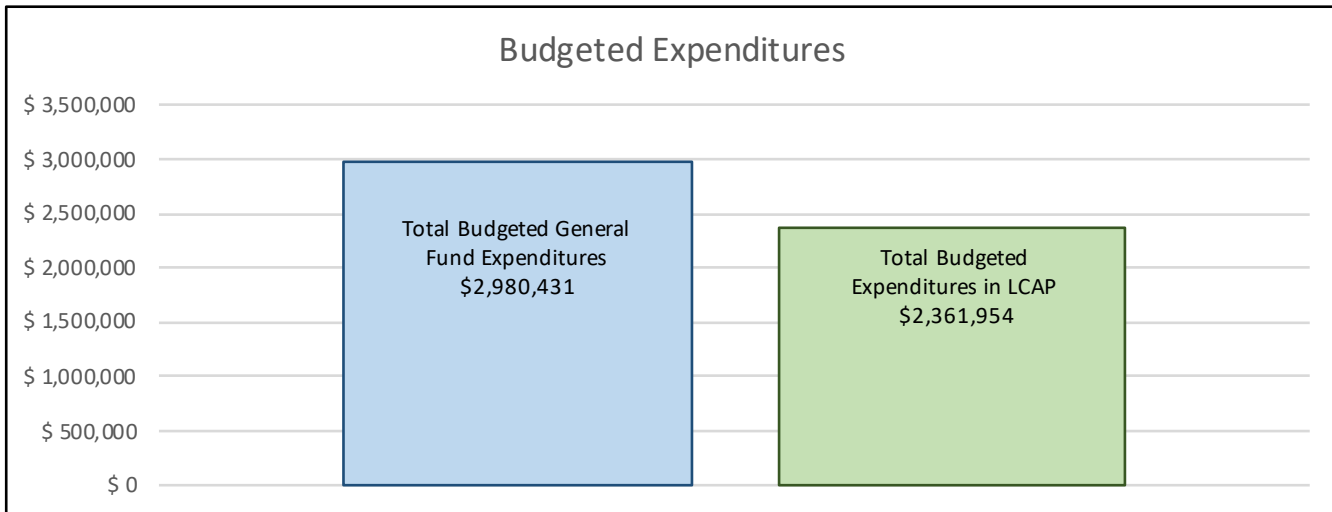 Budgeted Expenditures
$ 3,500,000
$ 3,000,000
$ 2,500,000
$ 2,000,000
$ 1,500,000
$ 1,000,000
$ 500,000
$ 0
Total Budgeted General
Fund Expenditures
$2,980,431
Total Budgeted
Expenditures in LCAP
$2,361,954